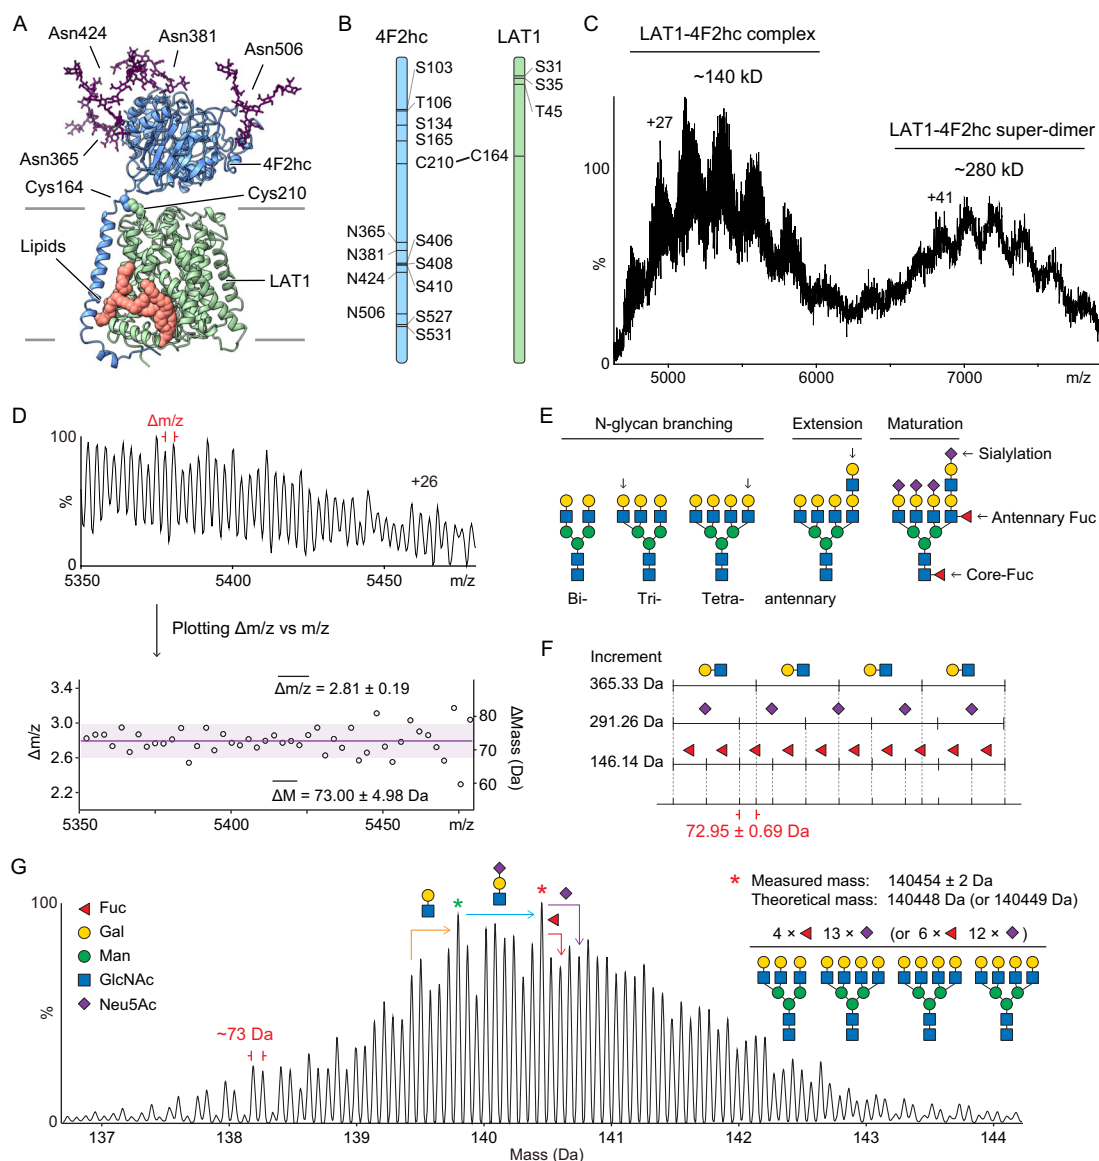 A
Asn424
Asn381
Asn506
Asn365
4F2hc
Cys164
Cys210
Lipids
LAT1
B
4F2hc
LAT1
S103
T106
S134
S165
C210
C164
N365
N381
N424
N506
S406
S408
S410
S527
S531
S31
S35
T45
C
LAT1-4F2hc complex
~140 kD
+27
LAT1-4F2hc super-dimer
~280 kD
+41
100
%
0
5000
6000
7000
m/z
D
Δm/z
100
%
0
+26
5350
5400
5450
m/z
Plotting Δm/z vs m/z
Δm/z = 2.81 ± 0.19
ΔM = 73.00 ± 4.98 Da
3.4
3.0
2.6
2.2
Δm/z
80
70
60
ΔMass (Da)
5350
5400
5450
m/z
E
N-glycan branching
Extension
Maturation
Sialylation
Antennary Fuc
Core-Fuc
Bi-
Tri-
Tetra-
antennary
F
Increment
365.33 Da
291.26 Da
146.14 Da
72.95 ± 0.69 Da
G
100
%
0
Fuc
Gal
Man
GlcNAc
Neu5Ac
~73 Da
*
*
* Measured mass: 140454 ± 2 Da
Theoretical mass: 140448 Da (or 140449 Da)
4 × 13 × (or 6 × 12 × )
137
138
139
140
141
142
143
144
Mass (Da)